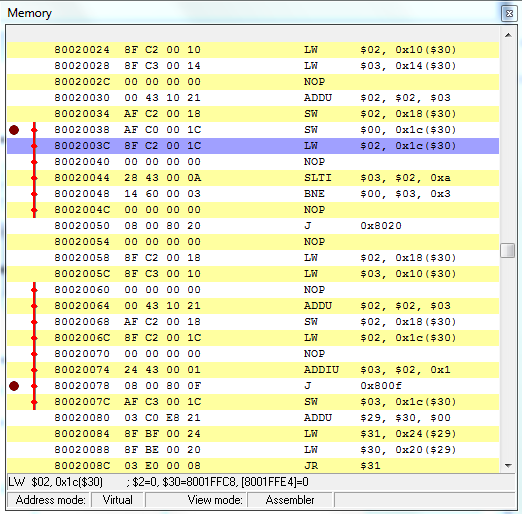 Memory
80020024 8F C2 00 10 LW $02, 0x10($30)
80020028 8F C3 00 14 LW $03, 0x14($30)
8002002C 00 00 00 00 NOP
80020030 00 43 10 21 ADDU $02, $02, $03
80020034 AF C2 00 18 SW $02, 0x18($30)
80020038 AF C0 00 1C SW $00, 0x1c($30)
8002003C 8F C2 00 1C LW $02, 0x1c($30)
80020040 00 00 00 00 NOP
80020044 28 43 00 0A SLTI $03, $02, 0xa
80020048 14 60 00 03 BNE $00, $03, 0x3
8002004C 00 00 00 00 NOP
80020050 08 00 80 20 J 0x8020
80020054 00 00 00 00 NOP
80020058 8F C2 00 18 LW $02, 0x18($30)
8002005C 8F C3 00 10 LW $03, 0x10($30)
80020060 00 00 00 00 NOP
80020064 00 43 10 21 ADDU $02, $02, $03
80020068 AF C2 00 18 SW $02, 0x18($30)
8002006C 8F C2 00 1C LW $02, 0x1c($30)
80020070 00 00 00 00 NOP
80020074 24 43 00 01 ADDIU $03, $02, 0x1
80020078 08 00 80 0F J 0x800f
8002007C AF C3 00 1C SW $03, 0x1c($30)
80020080 03 C0 E8 21 ADDU $29, $30, $00
80020084 8F BF 00 24 LW $31, 0x24($29)
80020088 8F BE 00 20 LW $30, 0x20($29)
8002008C 03 E0 00 08 JR $31
LW $02, 0x1c($30) ; $2=0, $30=8001FFC8, [8001FFE4]=0
Address mode: Virtual View mode: Assembler